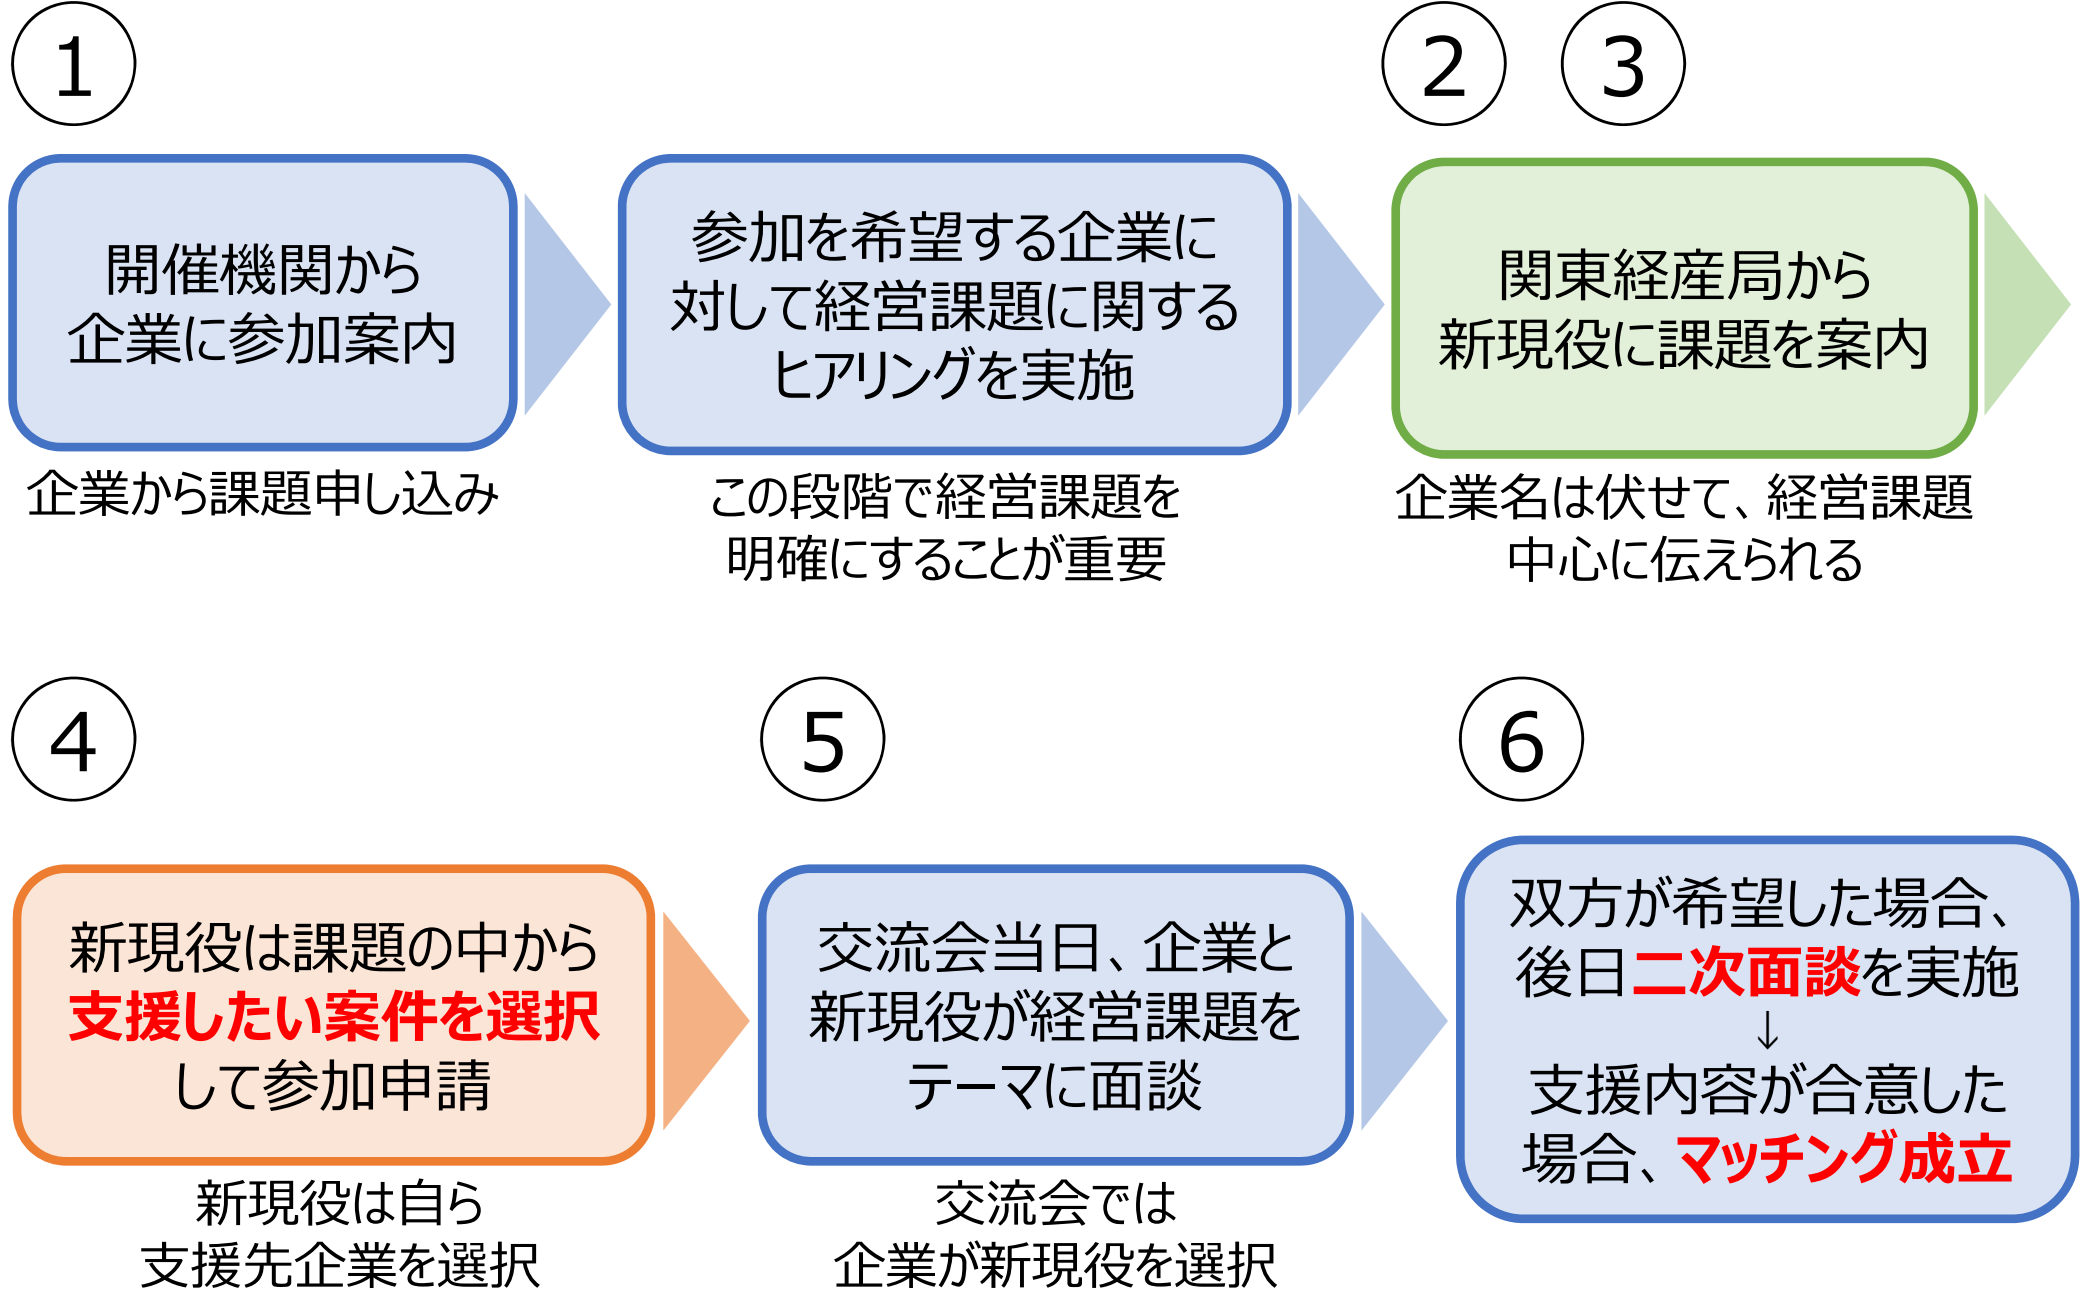 ①
開催機関から
企業に参加案内
企業から課題申し込み
参加を希望する企業に
対して経営課題に関する
ヒアリングを実施
この段階で経営課題を
明確にすることが重要
② ③
関東経産局から
新現役に課題を案内
企業名は伏せて、経営課題
中心に伝えられる
④
新現役は課題の中から
支援したい案件を選択
して参加申請
新現役は自ら
支援先企業を選択
⑤
交流会当日、企業と
新現役が経営課題を
テーマに面談
交流会では
企業が新現役を選択
⑥
双方が希望した場合、
後日二次面談を実施
↓
支援内容が合意した
場合、マッチング成立